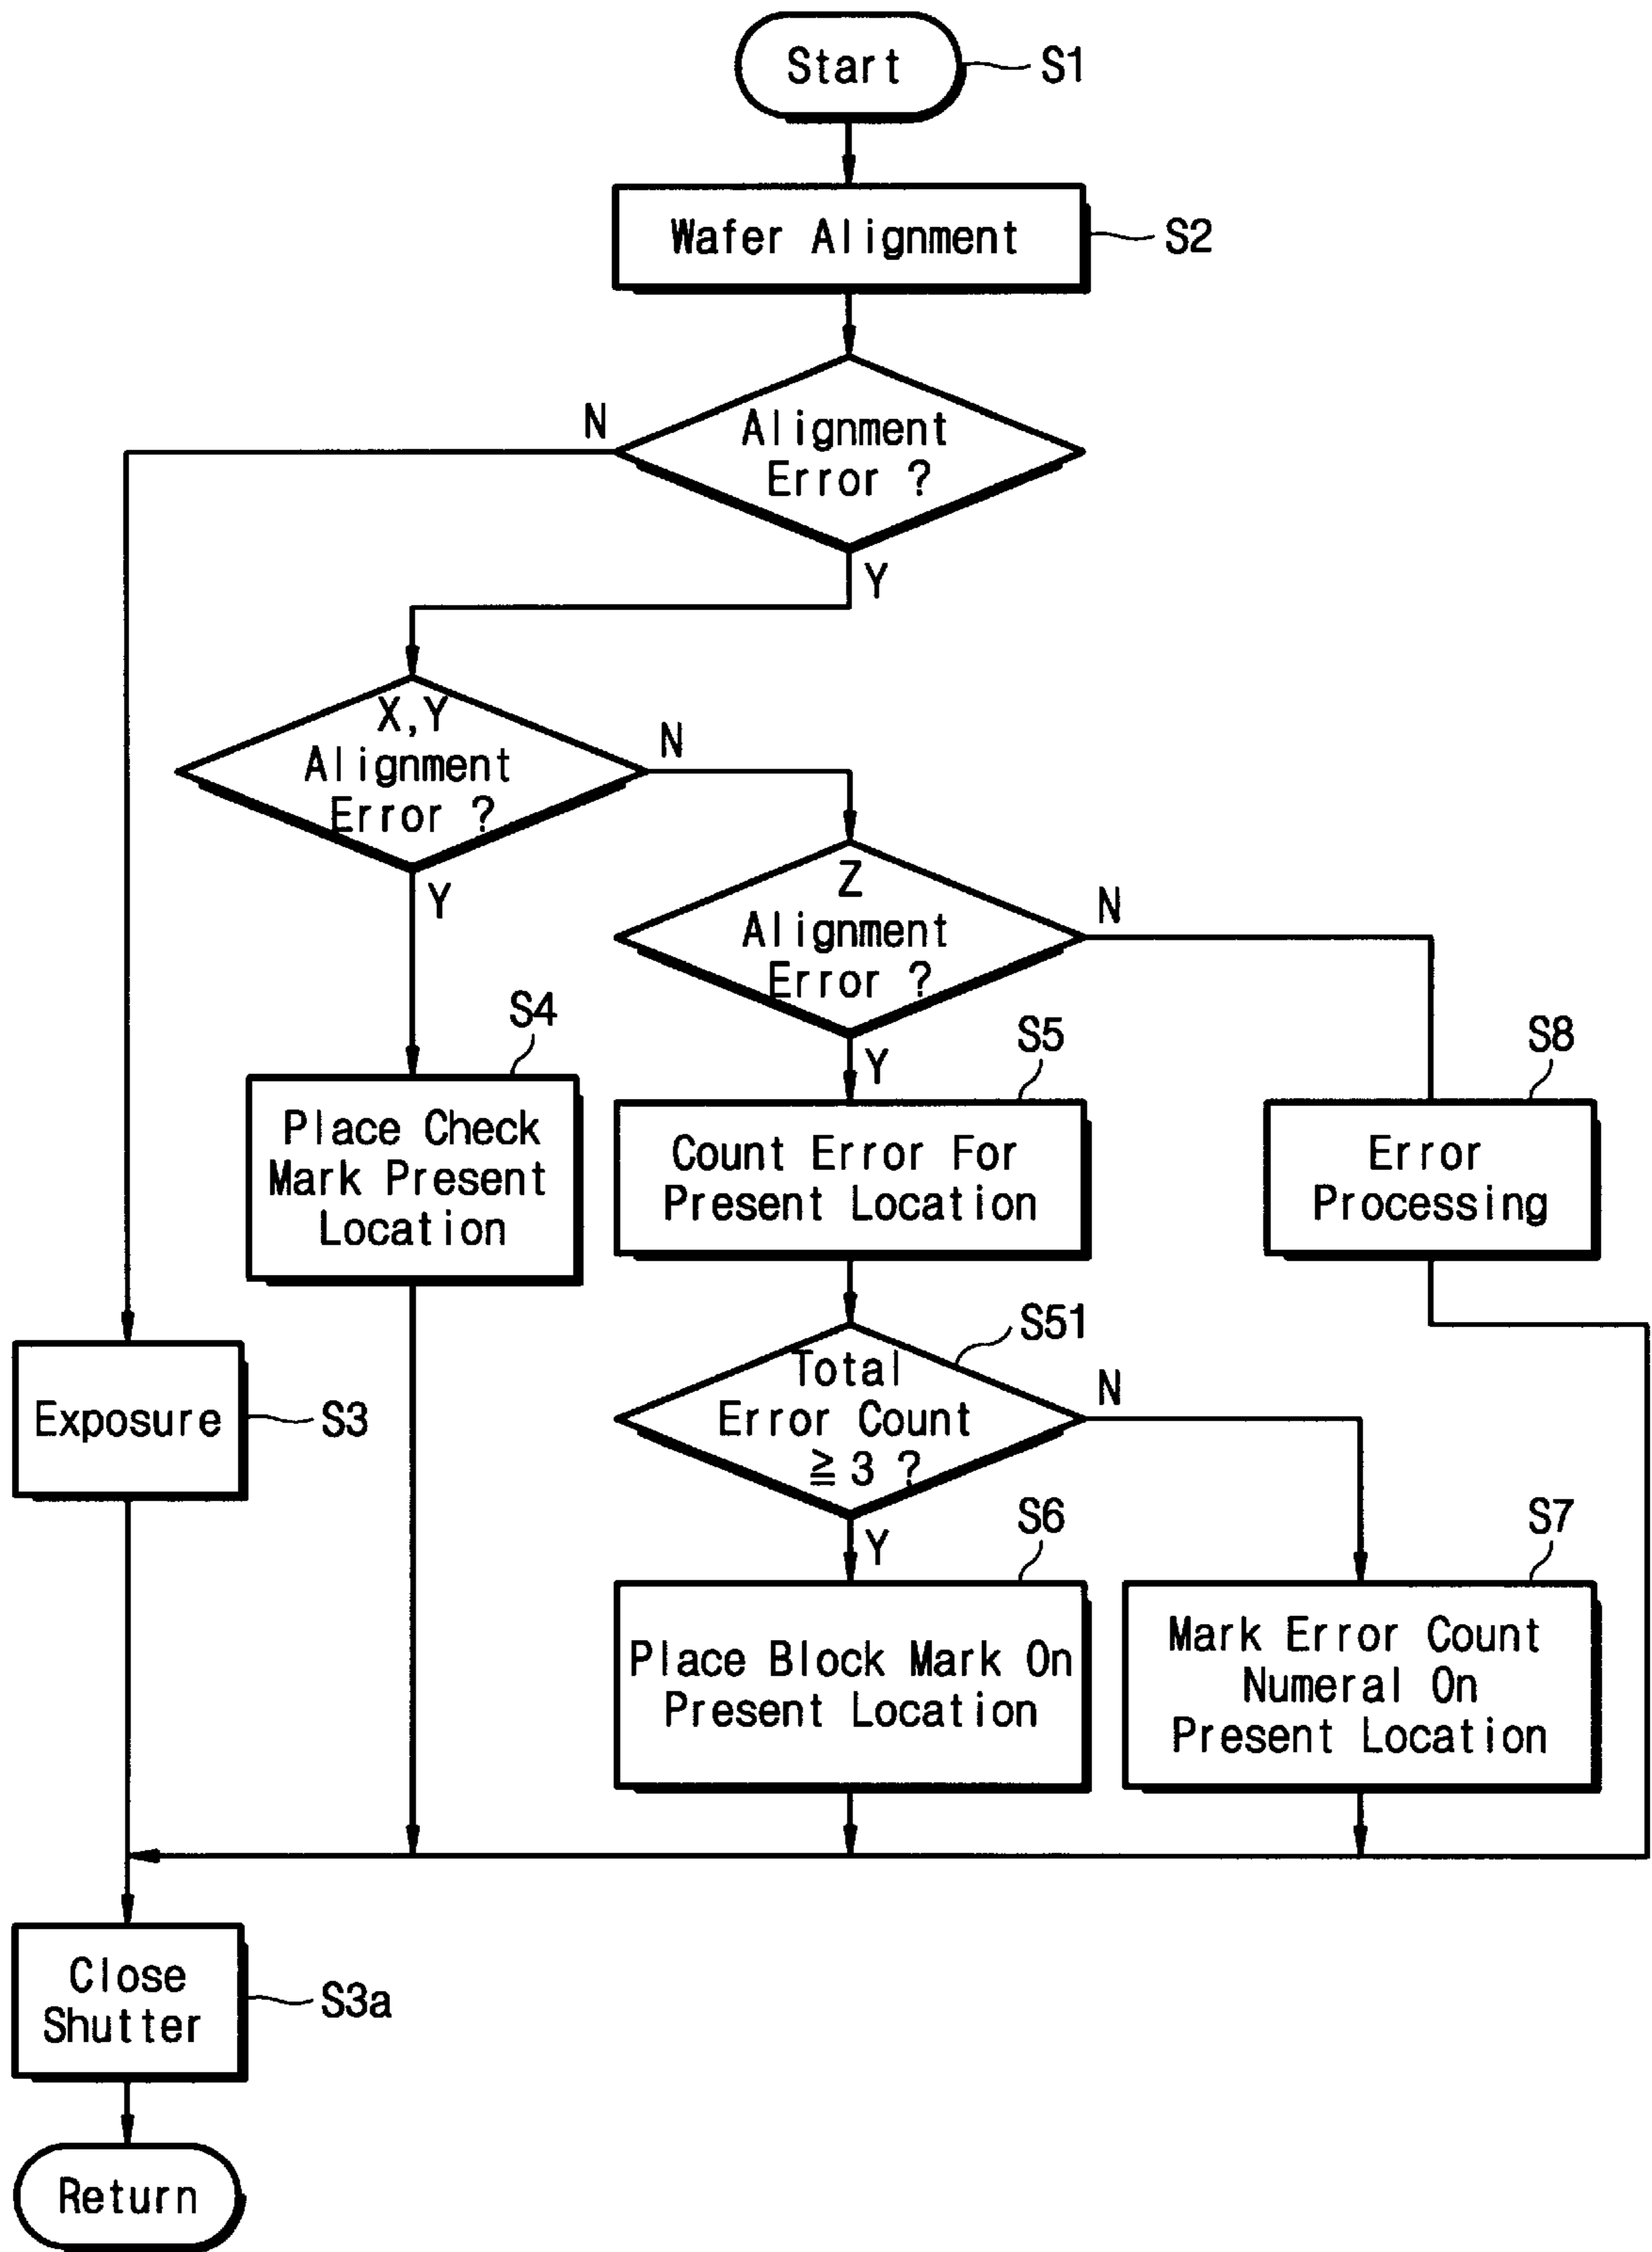 Start
S1
Wafer Alignment
S2
Alignment
Error ?
N
Y
X,Y
Alignment
Error ?
N
Y
Z
Alignment
Error ?
N
Y
S4
Place Check
Mark Present
Location
S5
Count Error For
Present Location
S8
Error
Processing
S51
Total
Error Count
≧ 3 ?
N
Y
Exposure
S3
S6
Place Block Mark On
Present Location
S7
Mark Error Count
Numeral On
Present Location
Close
Shutter
S3a
Return